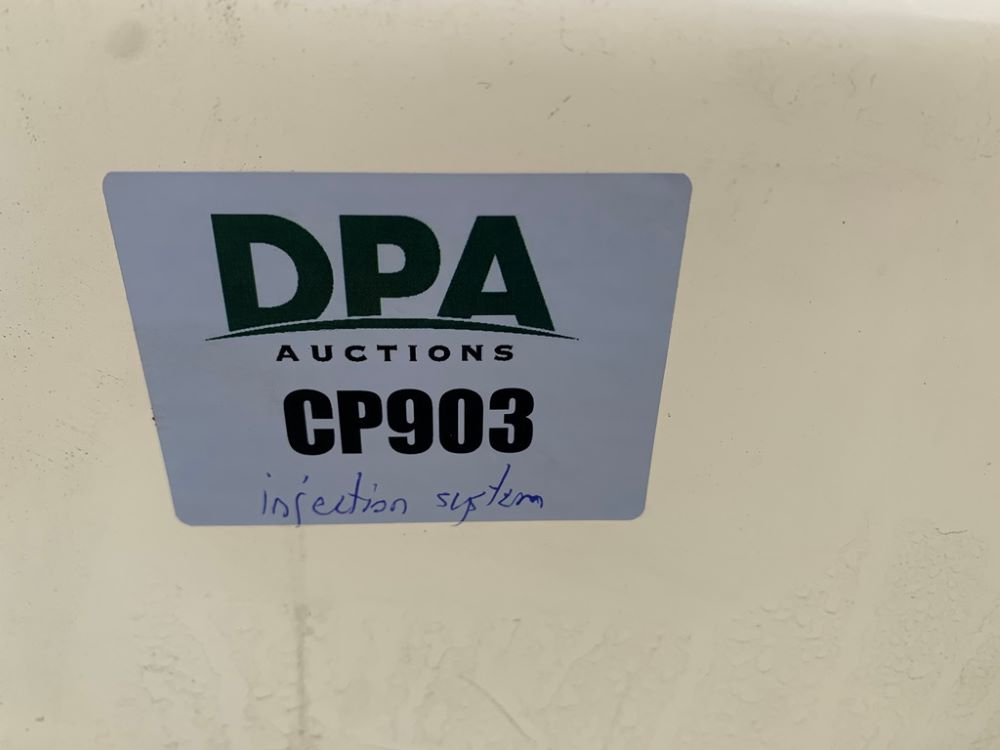 DPA
AUCTIONS
CP903
injection system